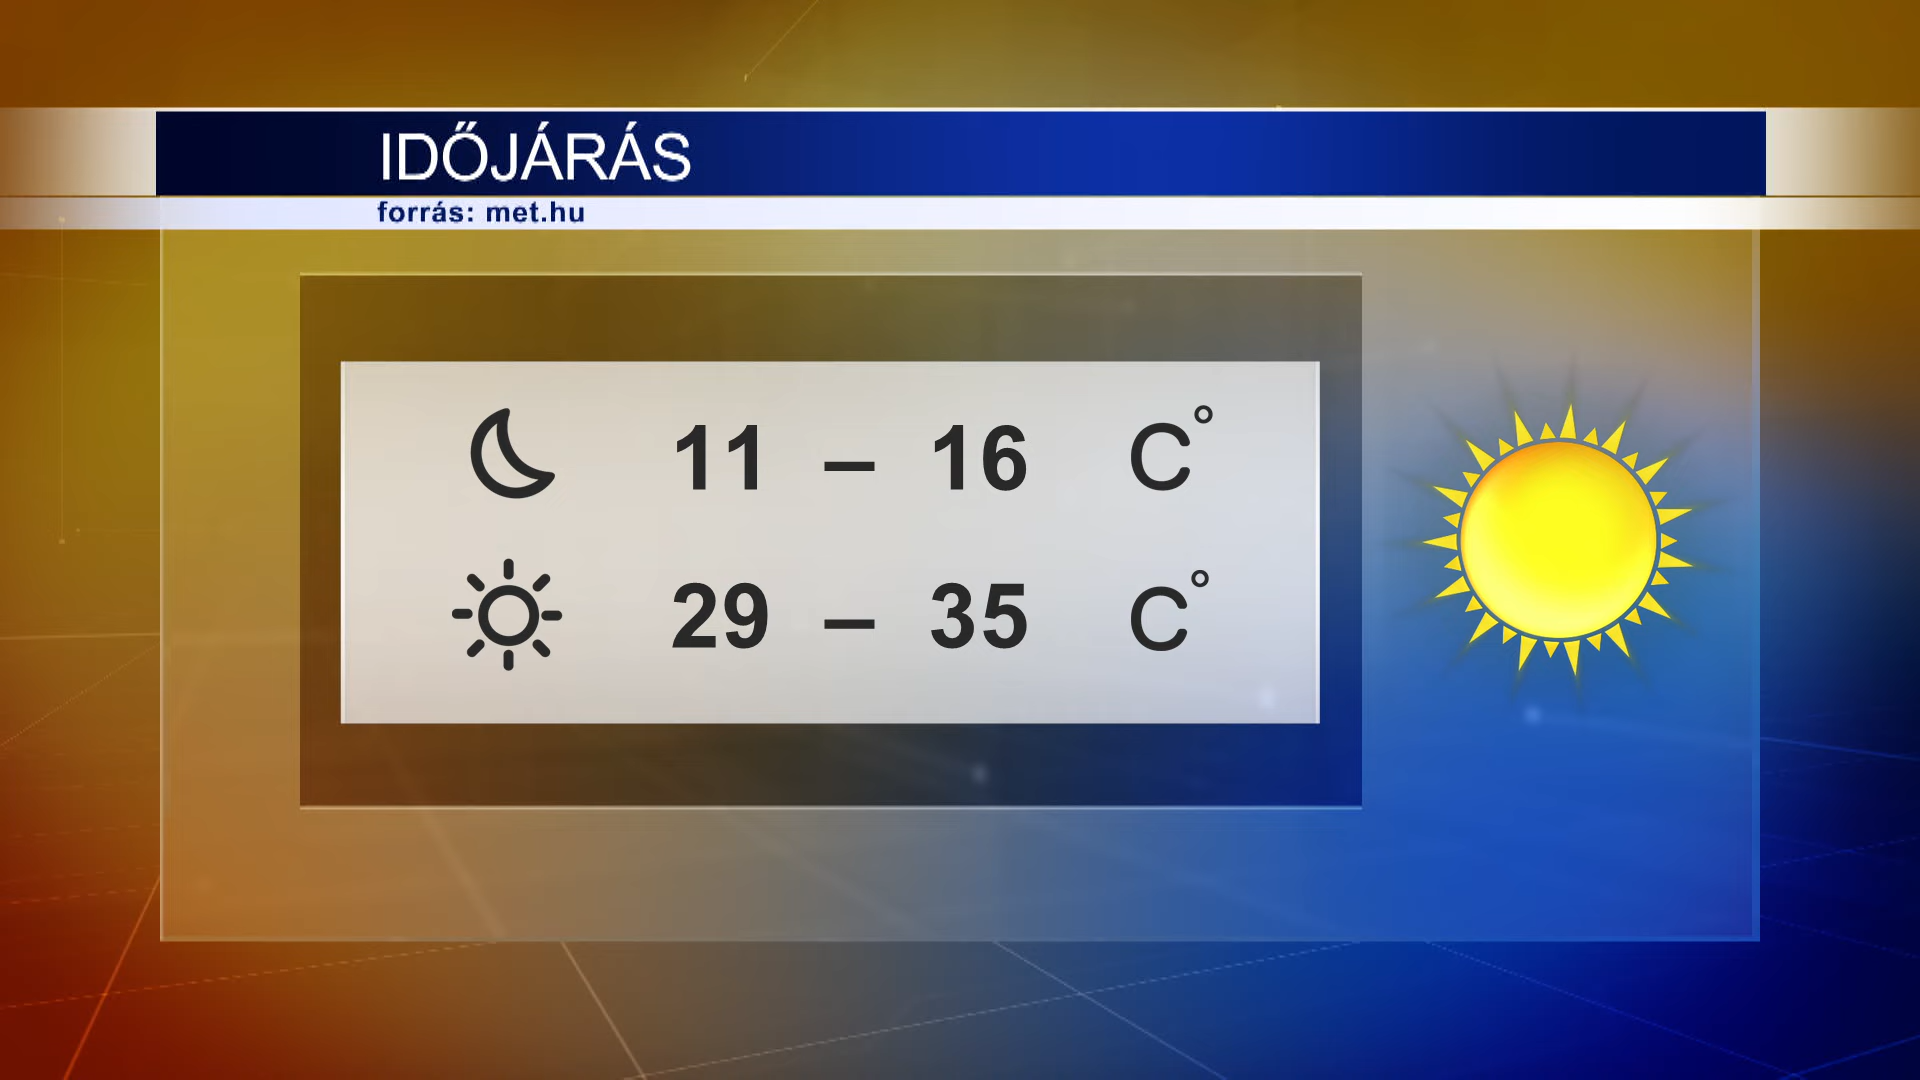 IDŐJÁRÁS
forrás: met.hu
11 – 16 C°
29 – 35 C°